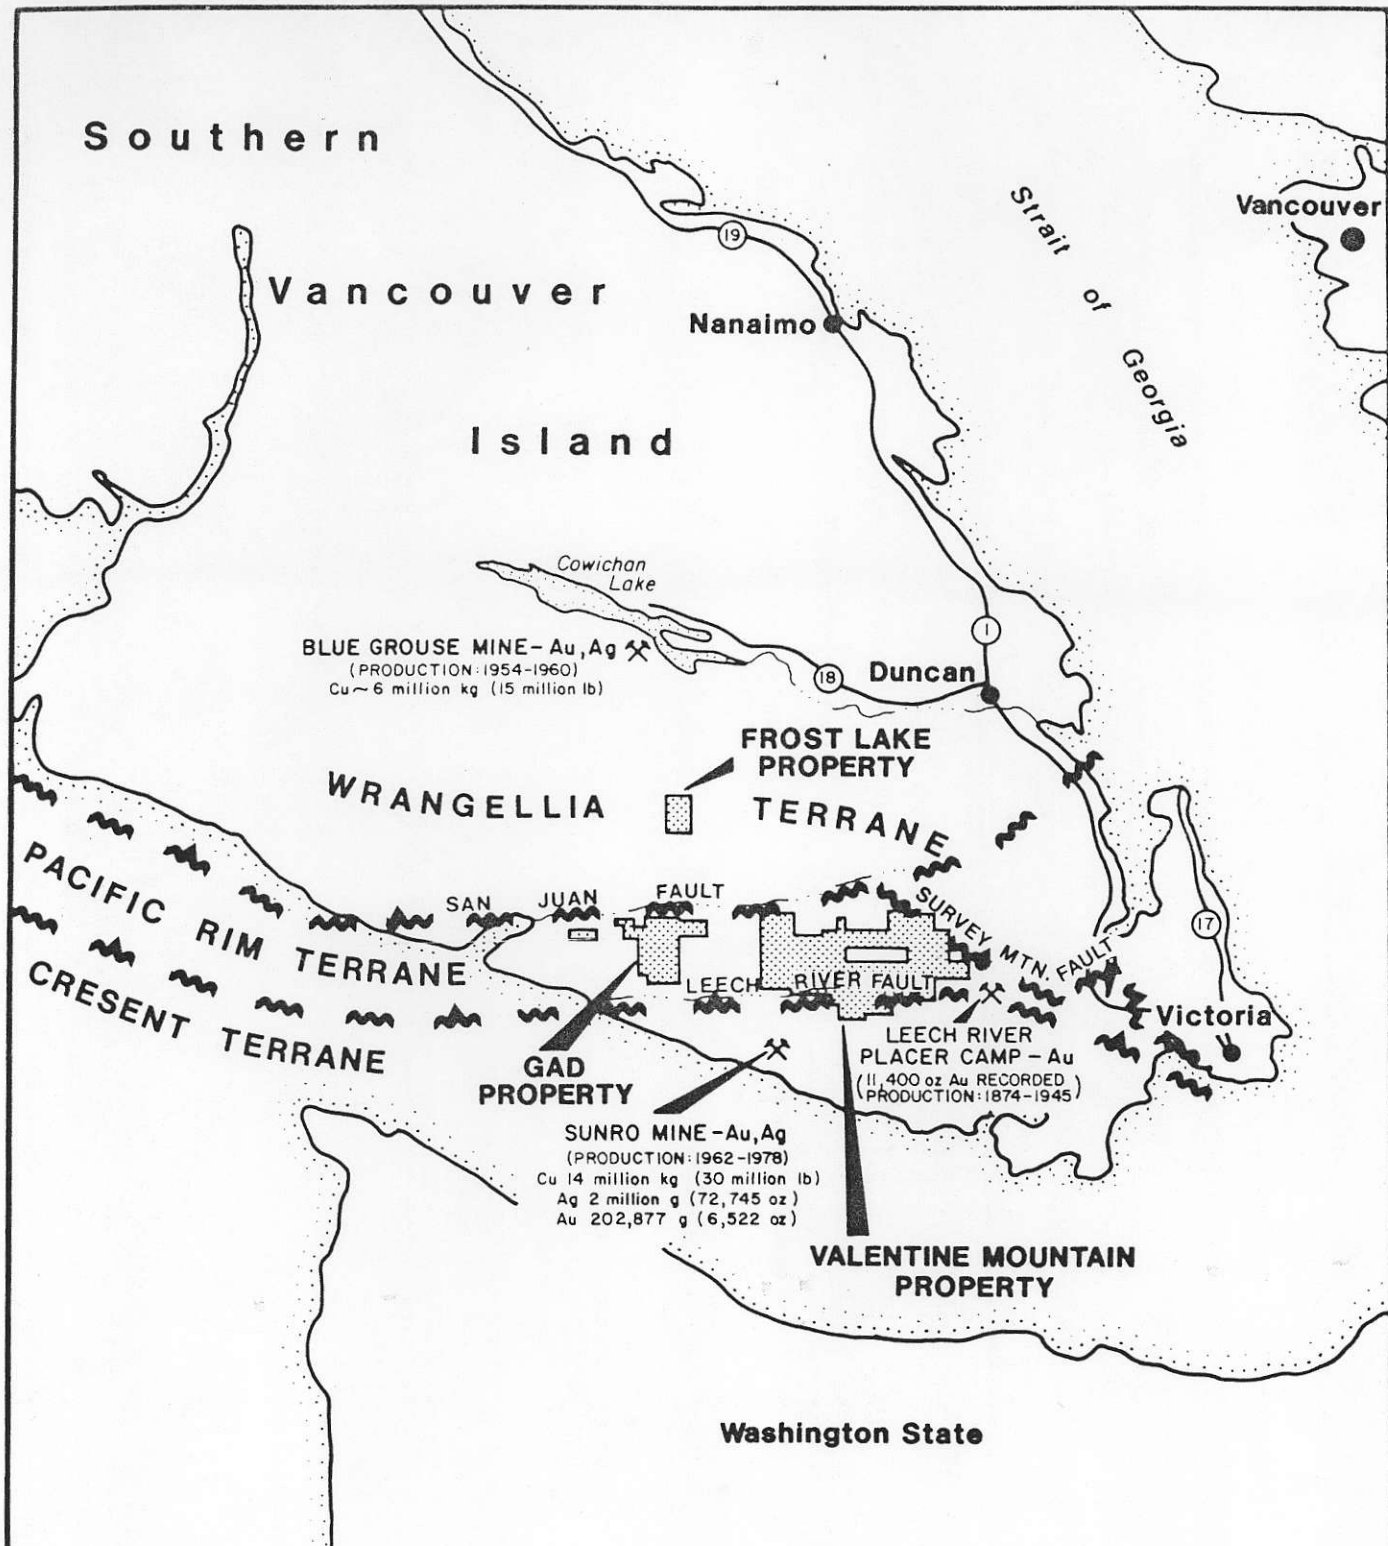 Southern
Vancouver
Island
Strait
of
Georgia
Vancouver
19
Nanaimo
Cowichan
Lake
BLUE GROUSE MINE-Au,Ag
(PRODUCTION:1954-1960)
Cu~6 million kg (15 million lb)
1
18
Duncan
FROST LAKE
PROPERTY
WRANGELLIA TERRANE
PACIFIC RIM TERRANE
CRESENT TERRANE
SAN JUAN FAULT
SURVEY MTN. FAULT
17
LEECH RIVER FAULT
Victoria
LEECH RIVER
PLACER CAMP-Au
(11,400 oz Au RECORDED
PRODUCTION:1874-1945)
GAD
PROPERTY
SUNRO MINE-Au,Ag
(PRODUCTION:1962-1978)
Cu 14 million kg (30 million lb)
Ag 2 million g (72,745 oz)
Au 202,877 g (6,522 oz)
VALENTINE MOUNTAIN
PROPERTY
Washington State